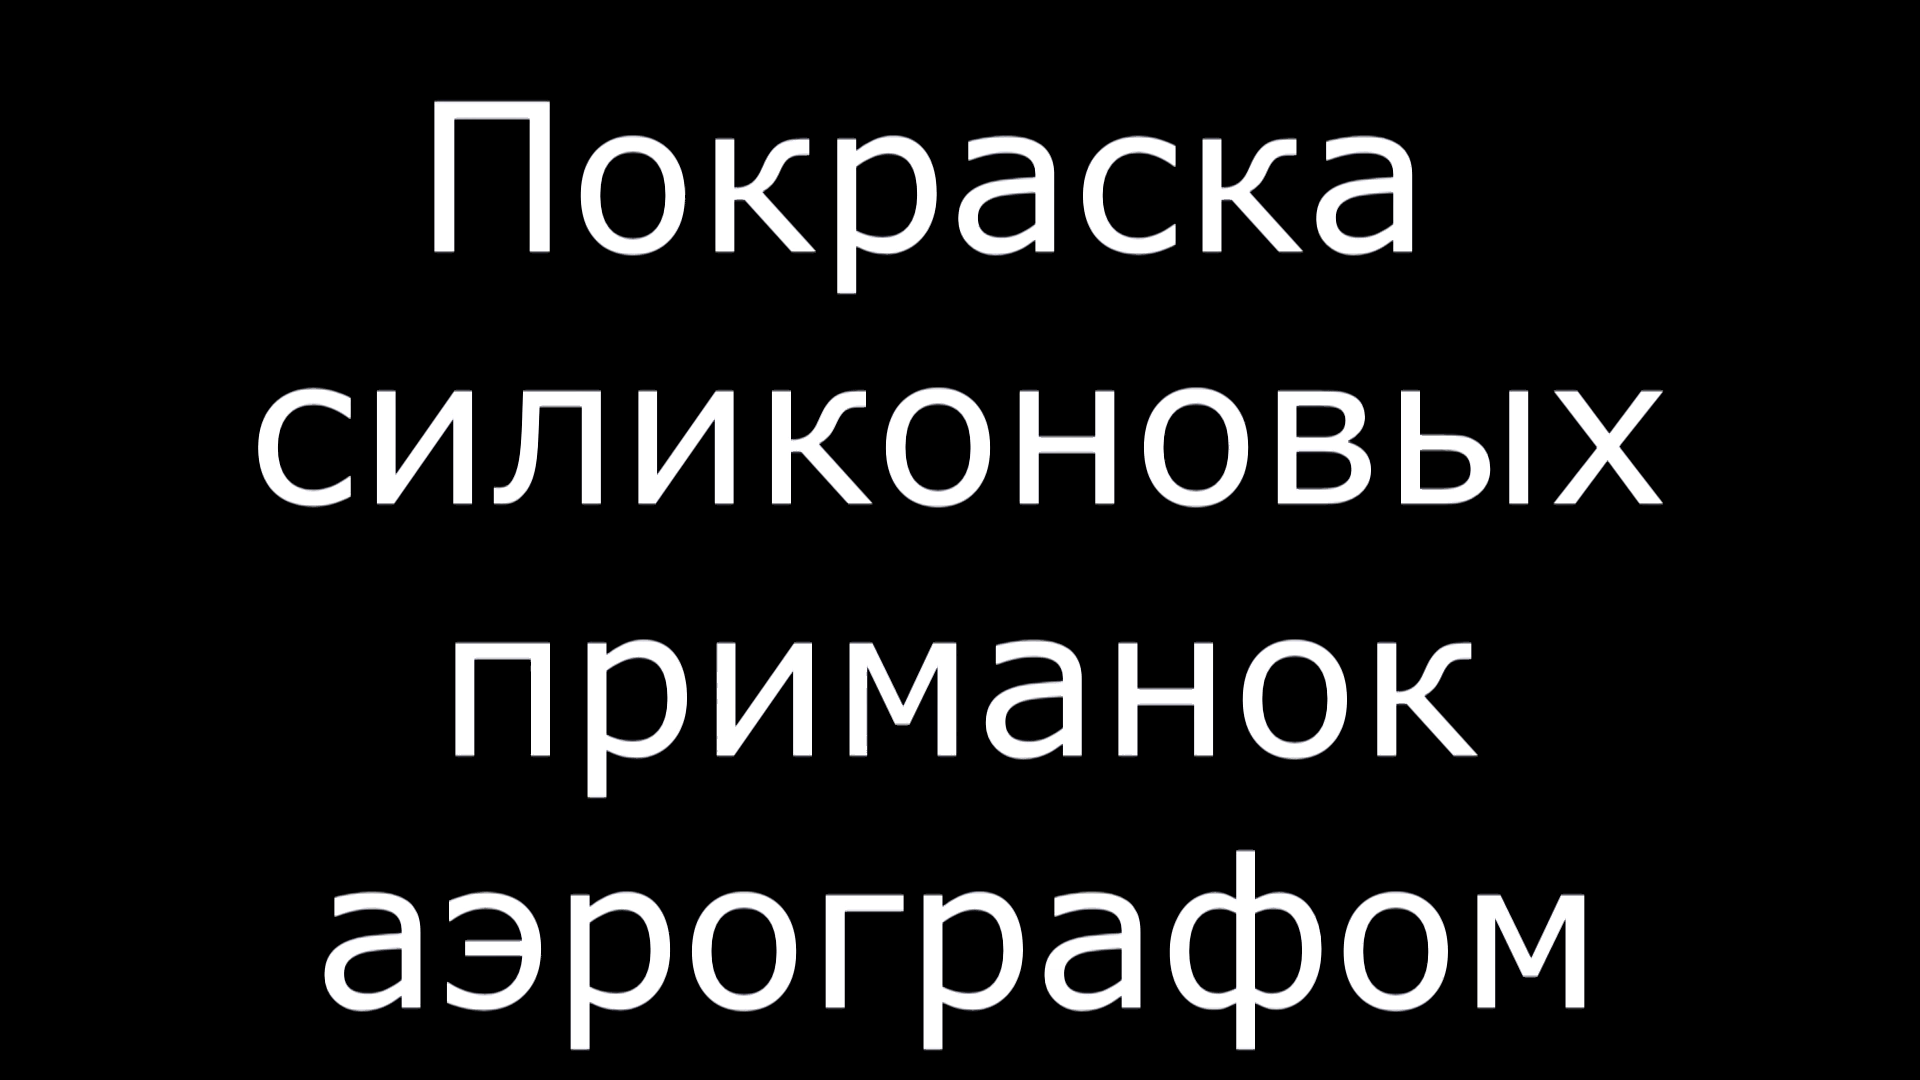 Покраска
силиконовых
приманок
аэрографом